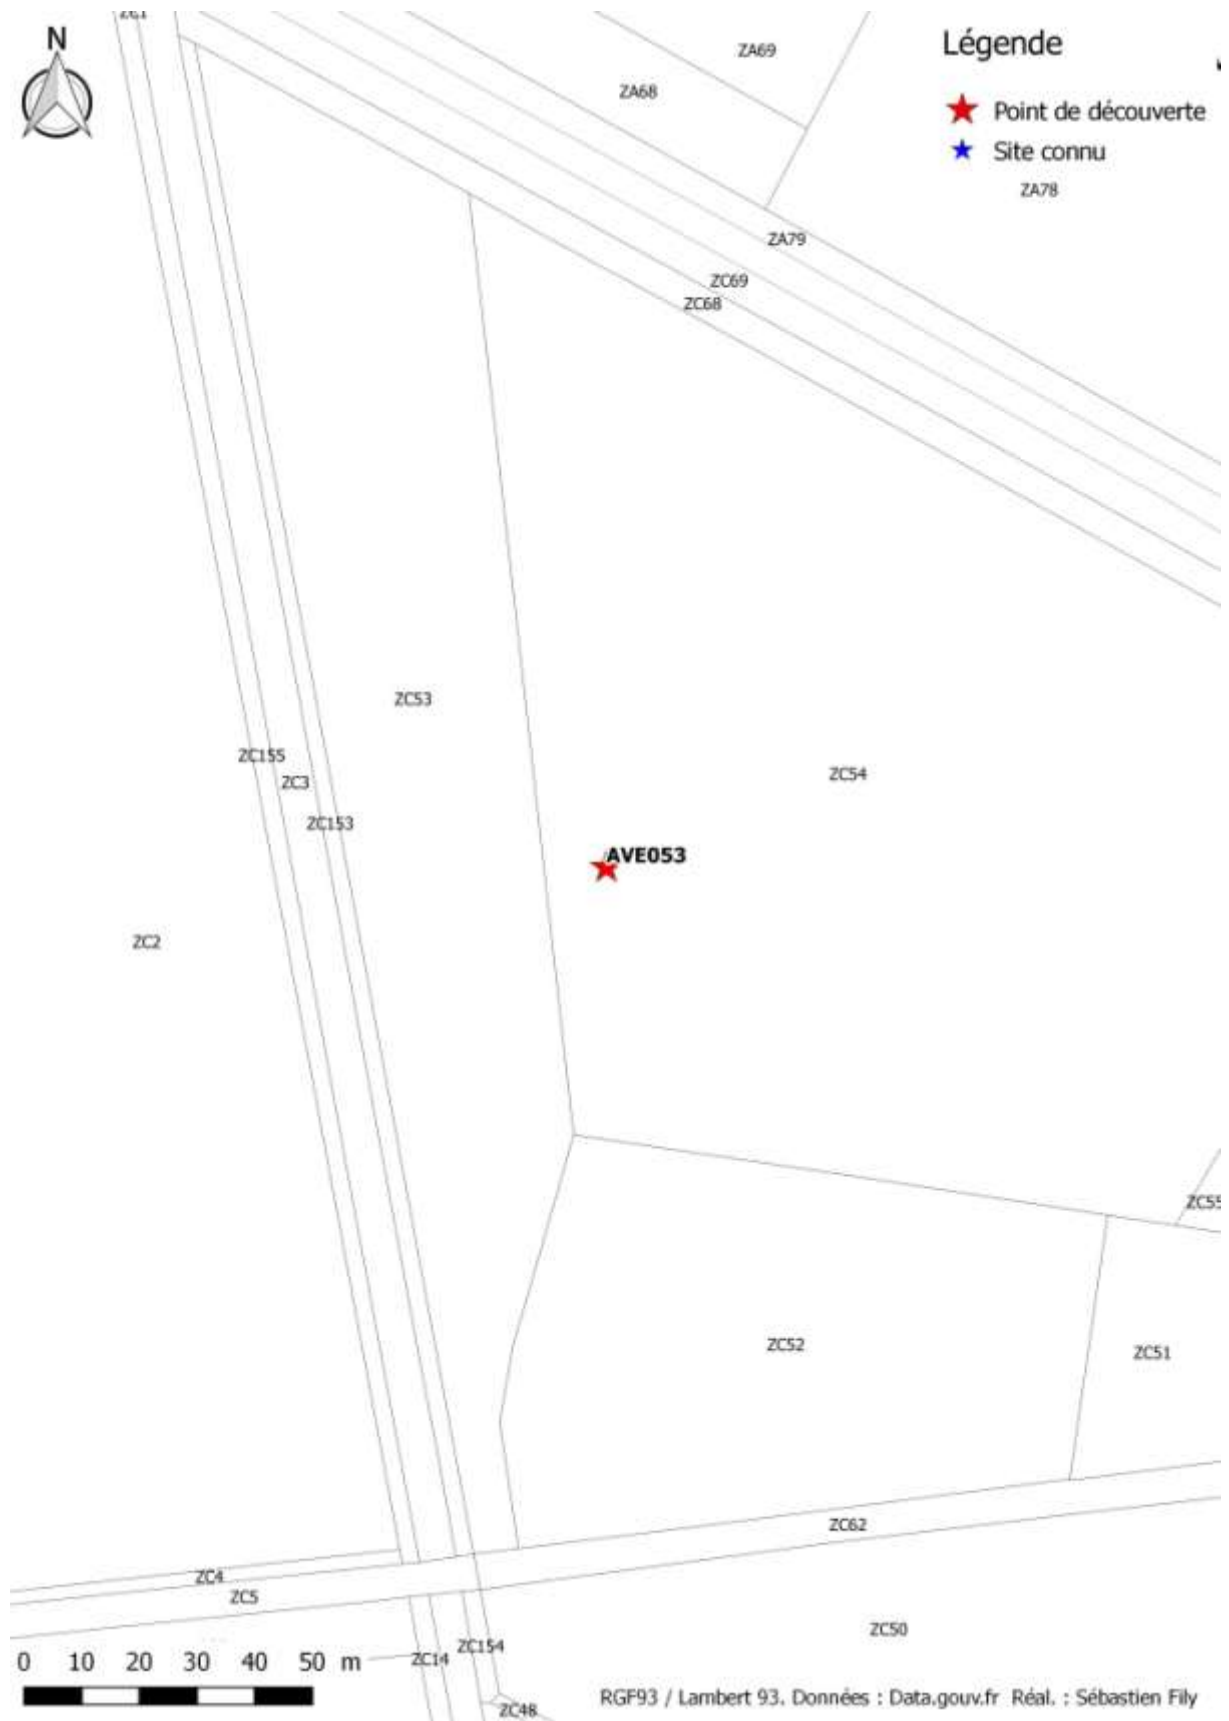 ZC1
N
Légende
ZA69
ZA68
Point de découverte
Site connu
ZA78
ZA79
ZC69
ZC68
ZC53
ZC155
ZC3
ZC54
ZC153
AVE053
ZC2
ZC55
ZC52
ZC51
ZC62
ZC4
ZC5
ZC50
ZC154
ZC14
0 10 20 30 40 50 m
RGF93 / Lambert 93. Données : Data.gouv.fr Réal. : Sébastien Fily
ZC48